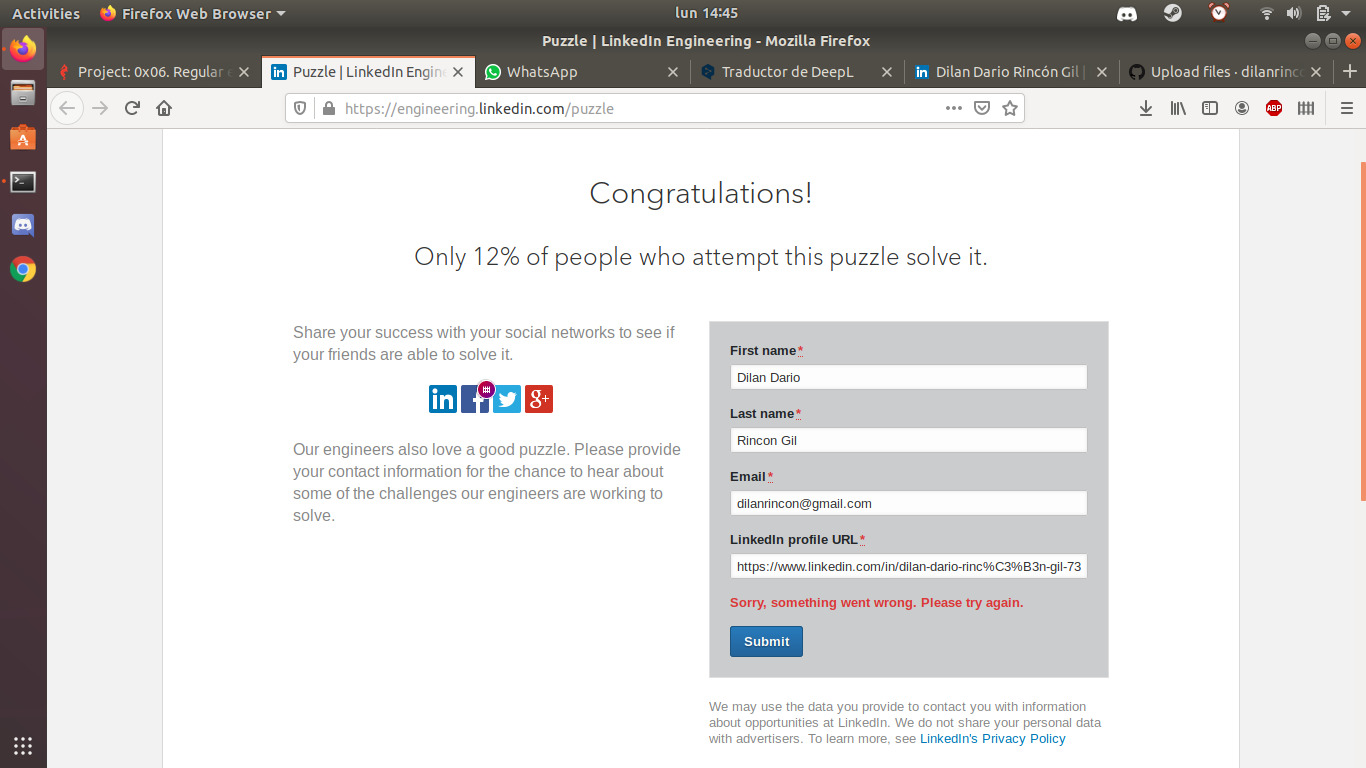 Activities
Firefox Web Browser
lun 14:45
Puzzle | LinkedIn Engineering - Mozilla Firefox
Project: 0x06. Regular e
Puzzle | LinkedIn Engine
WhatsApp
Traductor de DeepL
Dilan Dario Rincón Gil |
Upload files · dilanrinco
https://engineering.linkedin.com/puzzle
ABP
Congratulations!
Only 12% of people who attempt this puzzle solve it.
Share your success with your social networks to see if
your friends are able to solve it.
in f g+
Our engineers also love a good puzzle. Please provide
your contact information for the chance to hear about
some of the challenges our engineers are working to
solve.
First name*
Dilan Dario
Last name*
Rincon Gil
Email*
dilanrincon@gmail.com
LinkedIn profile URL*
https://www.linkedin.com/in/dilan-dario-rinc%C3%B3n-gil-73
Sorry, something went wrong. Please try again.
Submit
We may use the data you provide to contact you with information
about opportunities at LinkedIn. We do not share your personal data
with advertisers. To learn more, see LinkedIn's Privacy Policy